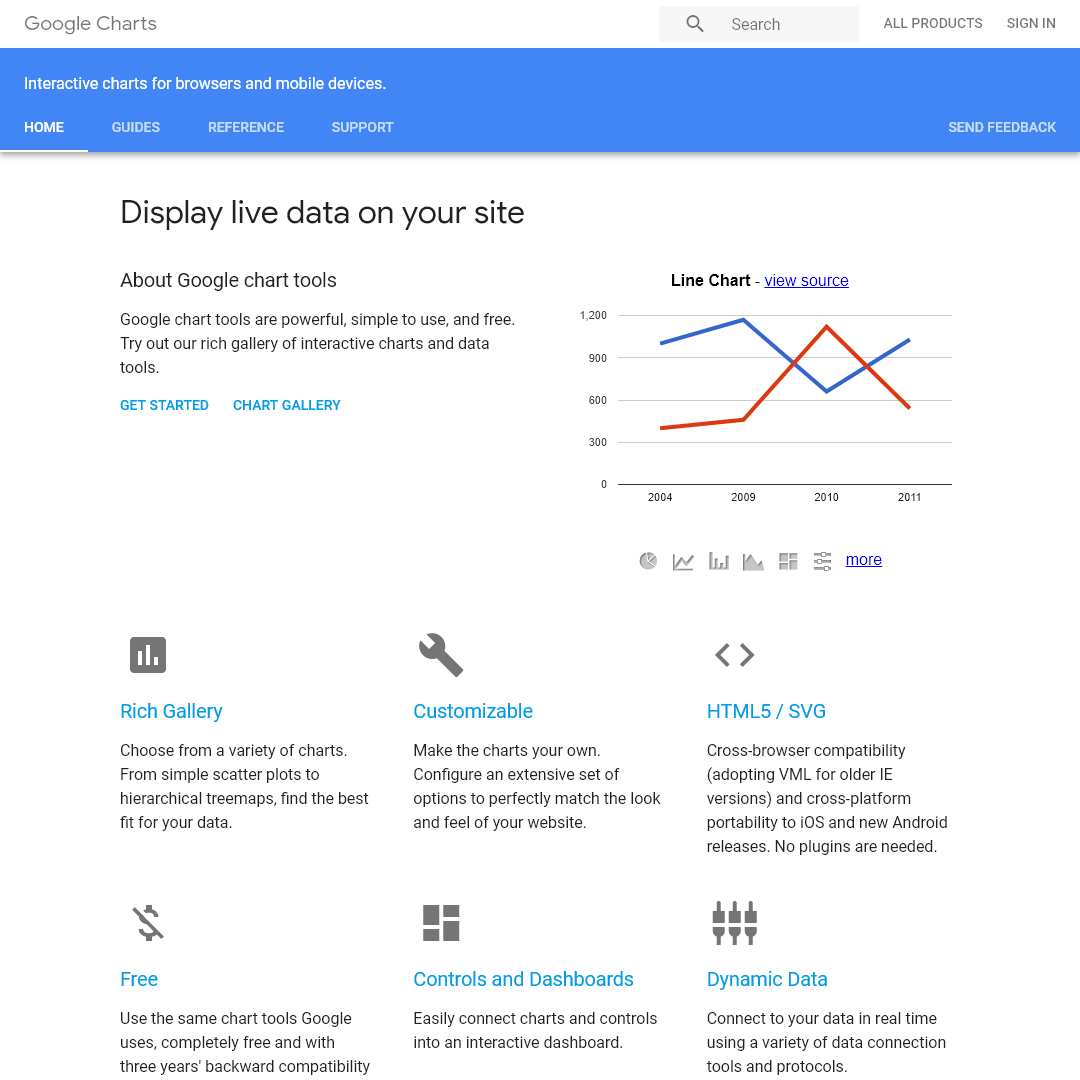 Google Charts
Search
ALL PRODUCTS
SIGN IN
Interactive charts for browsers and mobile devices.
HOME
GUIDES
REFERENCE
SUPPORT
SEND FEEDBACK
Display live data on your site
About Google chart tools
Google chart tools are powerful, simple to use, and free.
Try out our rich gallery of interactive charts and data
tools.
GET STARTED
CHART GALLERY
Line Chart - view source
1,200
900
600
300
0
2004
2009
2010
2011
more
Rich Gallery
Choose from a variety of charts.
From simple scatter plots to
hierarchical treemaps, find the best
fit for your data.
Customizable
Make the charts your own.
Configure an extensive set of
options to perfectly match the look
and feel of your website.
HTML5 / SVG
Cross-browser compatibility
(adopting VML for older IE
versions) and cross-platform
portability to iOS and new Android
releases. No plugins are needed.
Free
Use the same chart tools Google
uses, completely free and with
three years' backward compatibility
Controls and Dashboards
Easily connect charts and controls
into an interactive dashboard.
Dynamic Data
Connect to your data in real time
using a variety of data connection
tools and protocols.